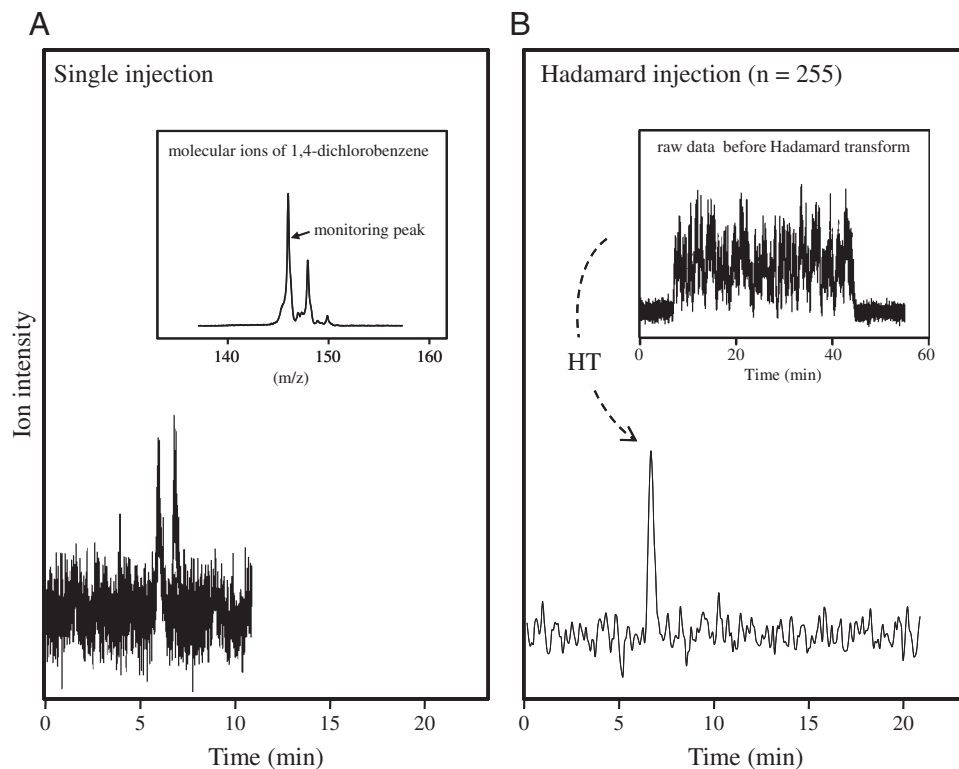 A
Single injection
molecular ions of 1,4-dichlorobenzene
monitoring peak
140 150 160
(m/z)
Ion intensity
0 5 10 15 20
Time (min)
B
Hadamard injection (n = 255)
raw data before Hadamard transform
0 20 40 60
Time (min)
HT
0 5 10 15 20
Time (min)